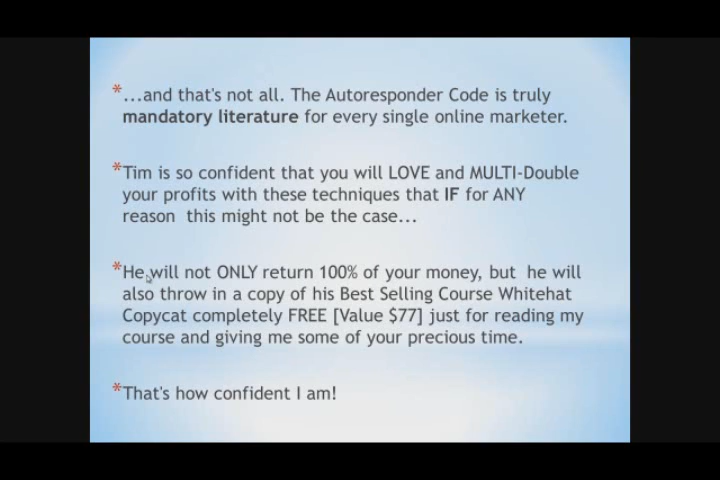 *...and that's not all. The Autoresponder Code is truly
mandatory literature for every single online marketer.
*Tim is so confident that you will LOVE and MULTI-Double
your profits with these techniques that IF for ANY
reason  this might not be the case...
*He will not ONLY return 100% of your money, but  he will
also throw in a copy of his Best Selling Course Whitehat
Copycat completely FREE [Value $77] just for reading my
course and giving me some of your precious time.
*That's how confident I am!